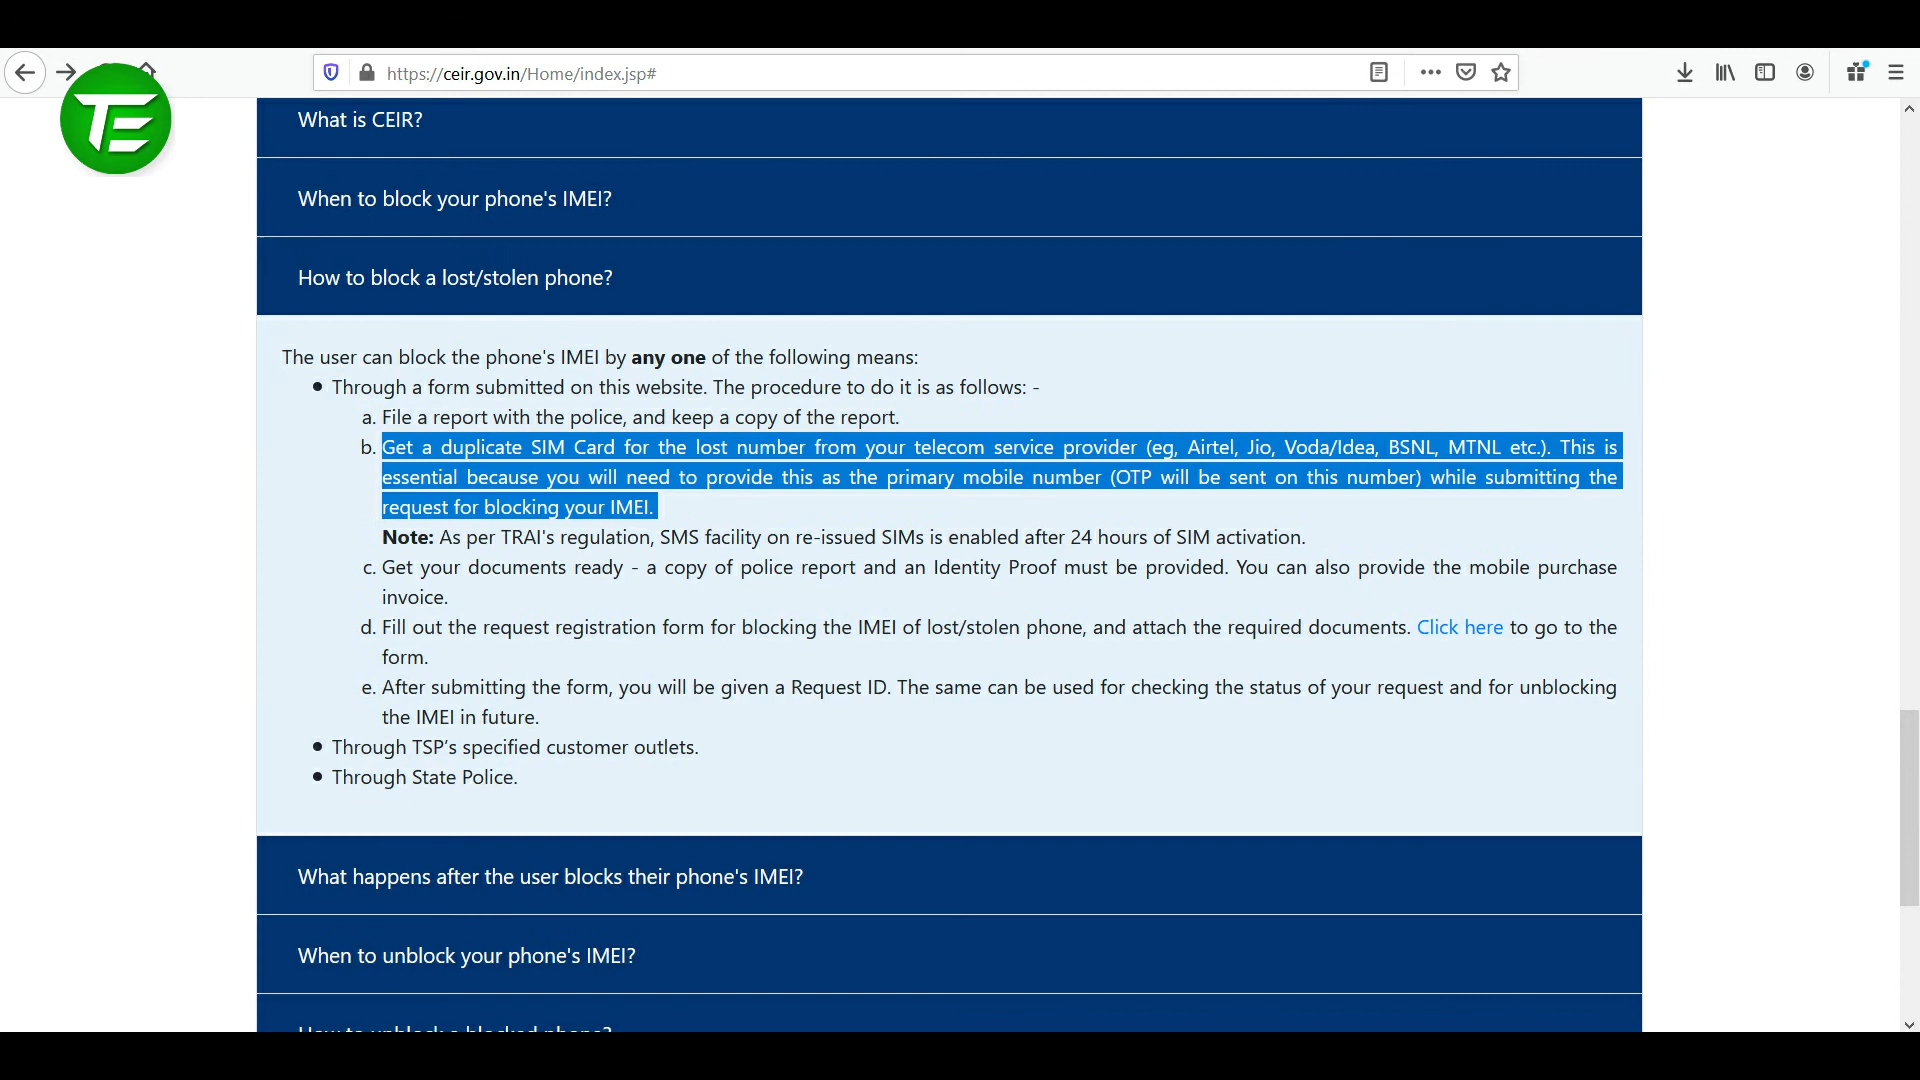 TE
https://ceir.gov.in/Home/index.jsp#
What is CEIR?
When to block your phone's IMEI?
How to block a lost/stolen phone?
The user can block the phone's IMEI by any one of the following means:
● Through a form submitted on this website. The procedure to do it is as follows: -
a. File a report with the police, and keep a copy of the report.
b. Get a duplicate SIM Card for the lost number from your telecom service provider (eg, Airtel, Jio, Voda/Idea, BSNL, MTNL etc.). This is
essential because you will need to provide this as the primary mobile number (OTP will be sent on this number) while submitting the
request for blocking your IMEI.
Note: As per TRAI's regulation, SMS facility on re-issued SIMs is enabled after 24 hours of SIM activation.
c. Get your documents ready - a copy of police report and an Identity Proof must be provided. You can also provide the mobile purchase
invoice.
d. Fill out the request registration form for blocking the IMEI of lost/stolen phone, and attach the required documents. Click here to go to the
form.
e. After submitting the form, you will be given a Request ID. The same can be used for checking the status of your request and for unblocking
the IMEI in future.
● Through TSP’s specified customer outlets.
● Through State Police.
What happens after the user blocks their phone's IMEI?
When to unblock your phone's IMEI?
How to unblock a blocked phone?